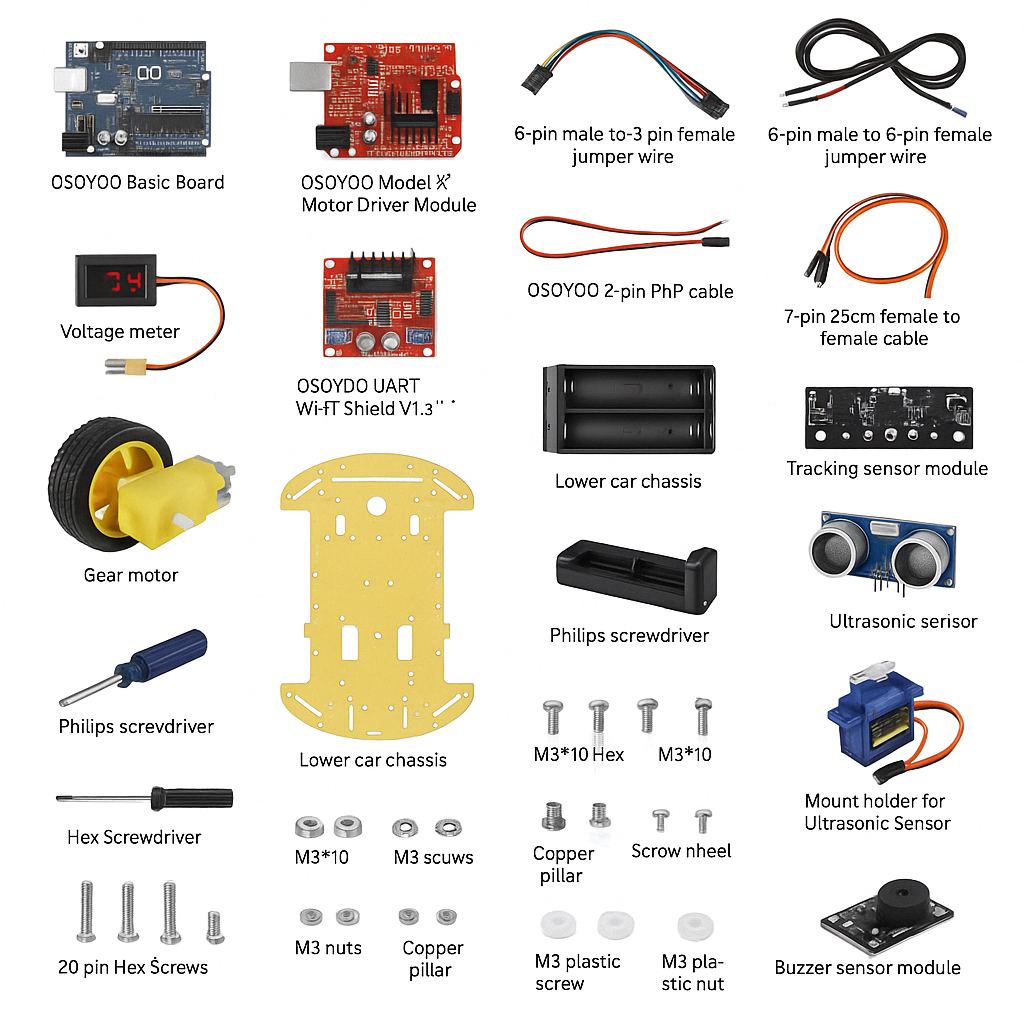 OSOYOO Basic Board
OSOYOO Model X
Motor Driver Module
6-pin male to-3 pin female
jumper wire
6-pin male to 6-pin female
jumper wire
OSOYOO 2-pin PhP cable
7-pin 25cm female to
female cable
Voltage meter
OSOYDO UART
Wi-fT Shield V1.3
Lower car chassis
Tracking sensor module
Gear motor
Philips screwdriver
Ultrasonic serisor
Philips screvdriver
Lower car chassis
M3*10 Hex
M3*10
Mount holder for
Ultrasonic Sensor
Hex Screwdriver
M3*10
M3 scuws
Copper
pillar
Scrow nheel
20 pin Hex Screws
M3 nuts
Copper
pillar
M3 plastic
screw
M3 pla-
stic nut
Buzzer sensor module